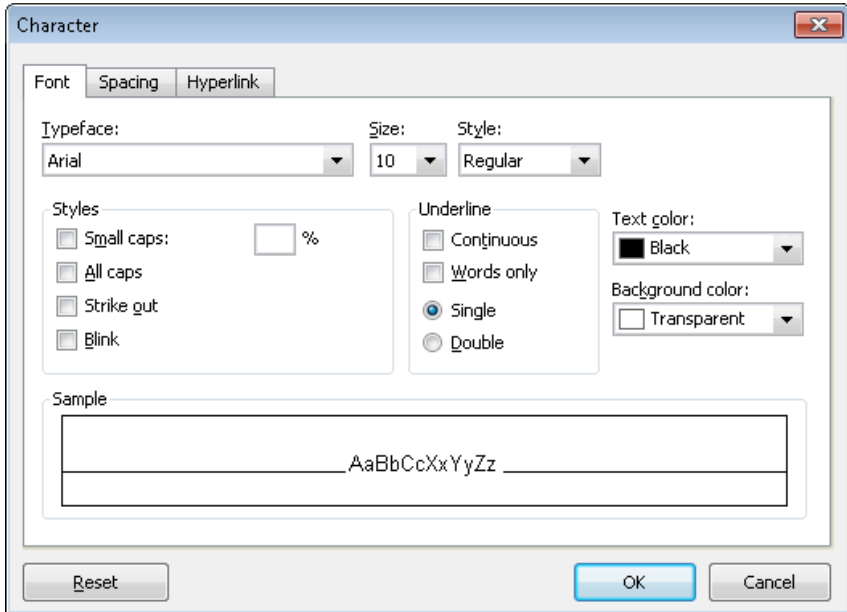 Character
Font Spacing Hyperlink
Typeface: Size: Style:
Arial 10 Regular
Styles Underline Text color:
Small caps: % Continuous Black
All caps Words only Background color:
Strike out Single Transparent
Blink Double
Sample
AaBbCcXxYyZz
Reset OK Cancel